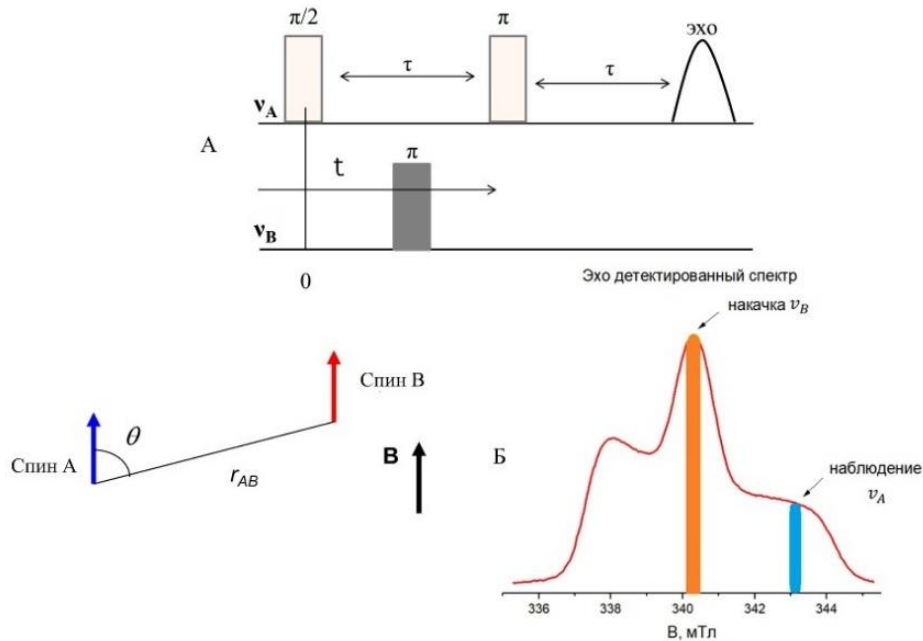 π/2
π
эхо
τ
τ
ν_A
А
π
t
ν_B
0
Эхо детектированный спектр
накачка ν_B
Спин В
θ
Спин А
r_AB
В
Б
наблюдение
ν_A
336 338 340 342 344
В, мТл